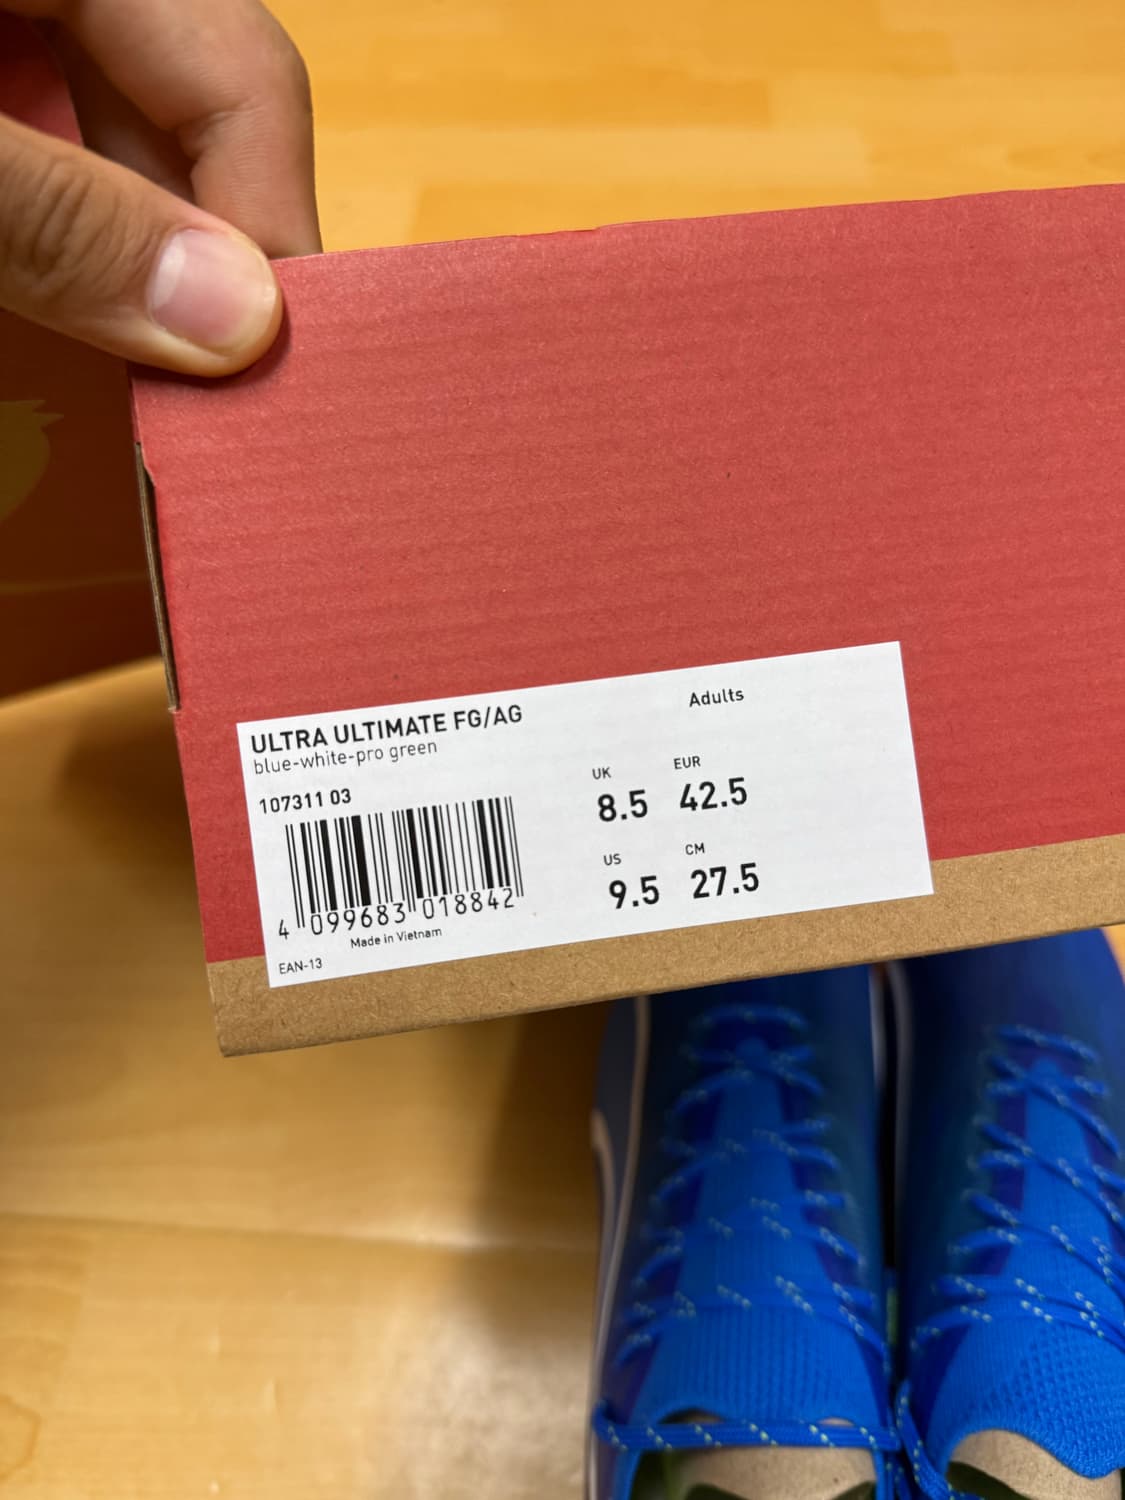 ULTRA ULTIMATE FG/AG
blue-white-pro green
107311 03
4 099683 018842
Made in Vietnam
EAN-13
Adults
UK EUR
8.5 42.5
US CM
9.5 27.5